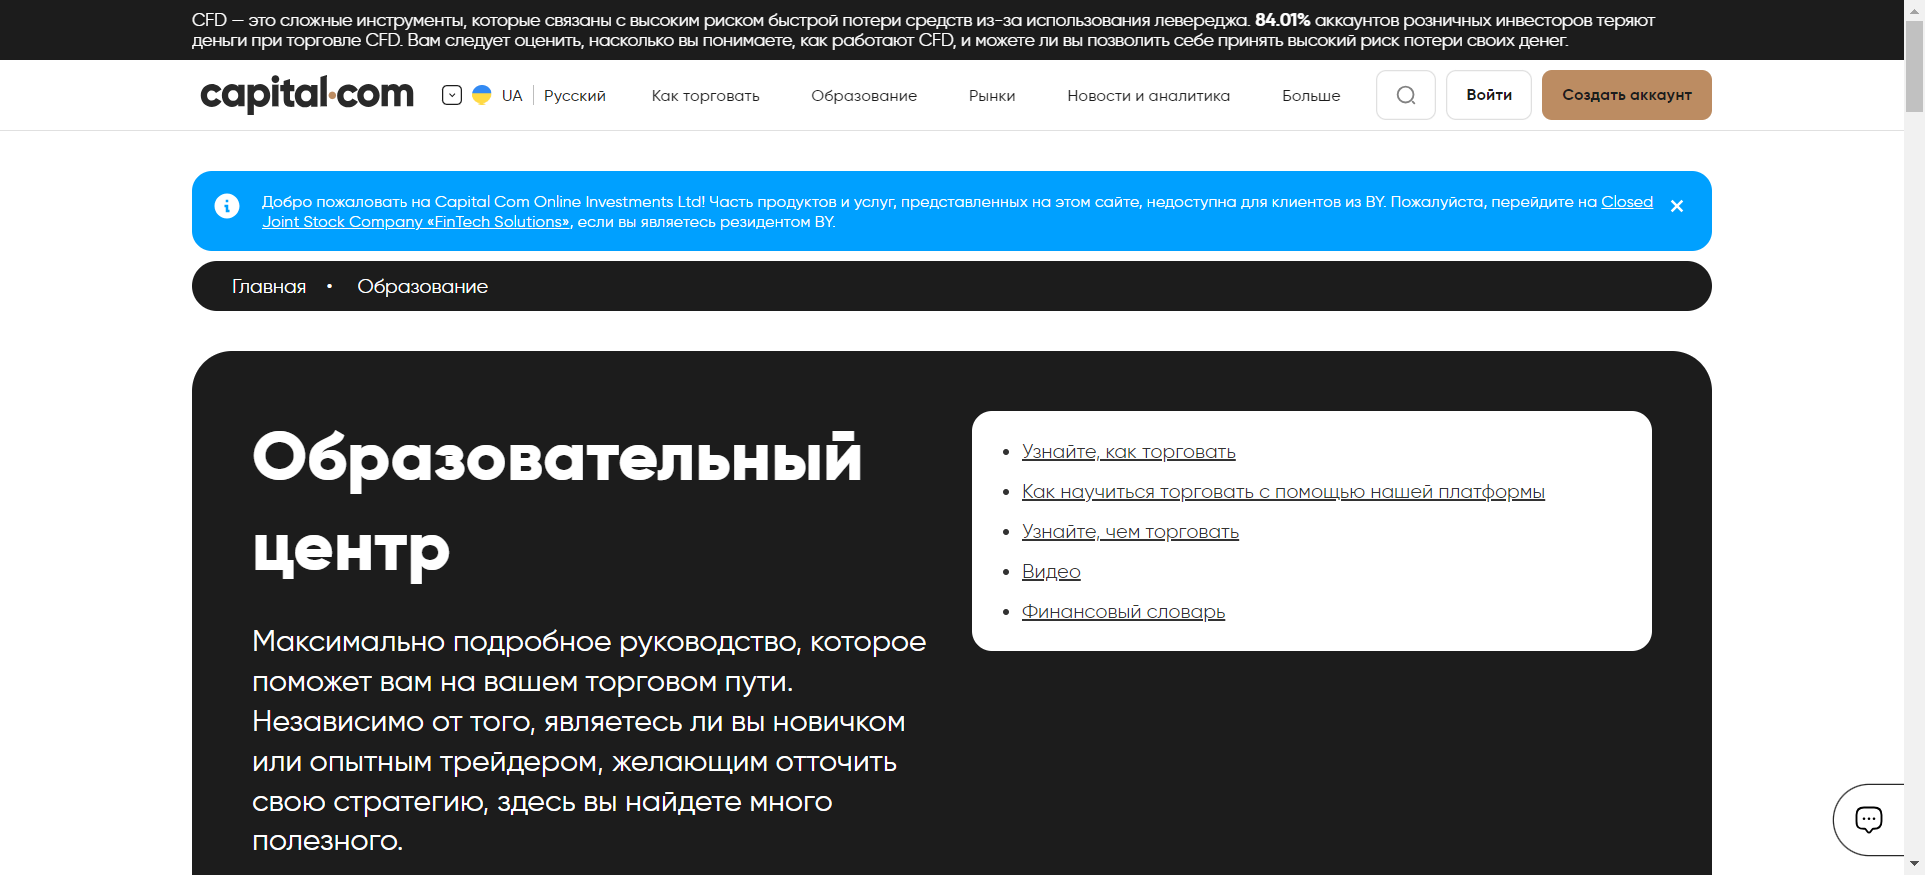 CFD — это сложные инструменты, которые связаны с высоким риском быстрой потери средств из-за использования левереджа. 84.01% аккаунтов розничных инвесторов теряют
деньги при торговле CFD. Вам следует оценить, насколько вы понимаете, как работают CFD, и можете ли вы позволить себе принять высокий риск потери своих денег.
capital.com UA Русский Как торговать Образование Рынки Новости и аналитика Больше Войти Создать аккаунт
Добро пожаловать на Capital Com Online Investments Ltd! Часть продуктов и услуг, представленных на этом сайте, недоступна для клиентов из BY. Пожалуйста, перейдите на Closed
Joint Stock Company «FinTech Solutions», если вы являетесь резидентом BY.
Главная • Образование
Образовательный
центр
Максимально подробное руководство, которое
поможет вам на вашем торговом пути.
Независимо от того, являетесь ли вы новичком
или опытным трейдером, желающим отточить
свою стратегию, здесь вы найдете много
полезного.
Узнайте, как торговать
Как научиться торговать с помощью нашей платформы
Узнайте, чем торговать
Видео
Финансовый словарь